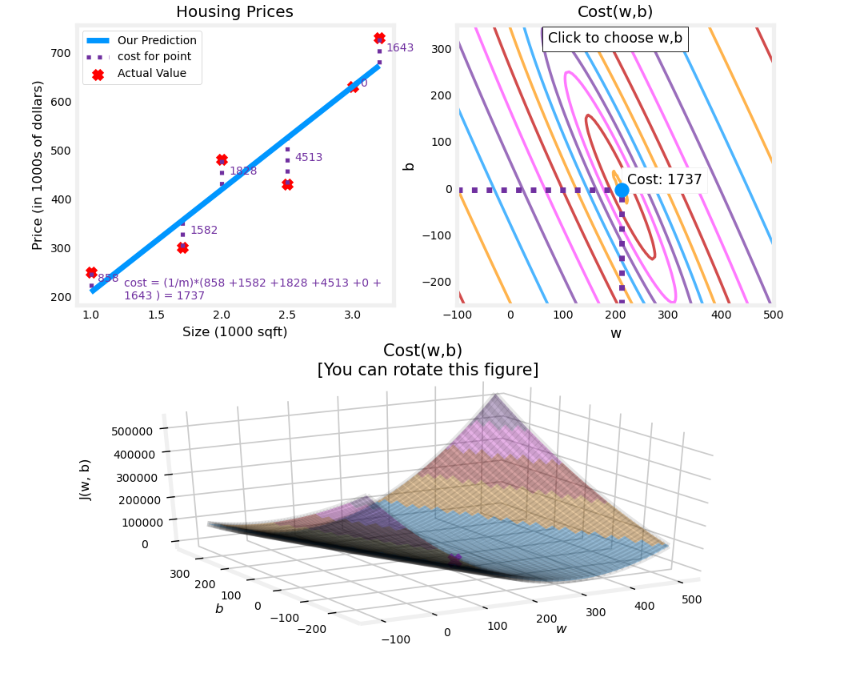 Housing Prices
Price (in 1000s of dollars)
700
600
500
400
300
200
Our Prediction
cost for point
Actual Value
1643
0
4513
1828
1582
858
cost = (1/m)*(858 +1582 +1828 +4513 +0 +
1643 ) = 1737
1.0 1.5 2.0 2.5 3.0
Size (1000 sqft)
Cost(w,b)
Click to choose w,b
b
300
200
100
0
−100
−200
Cost: 1737
−100 0 100 200 300 400 500
w
Cost(w,b)
[You can rotate this figure]
J(w, b)
500000
400000
300000
200000
100000
0
300
200
100
0
−100
−200
b
−100
0
100
200
300
400
500
w